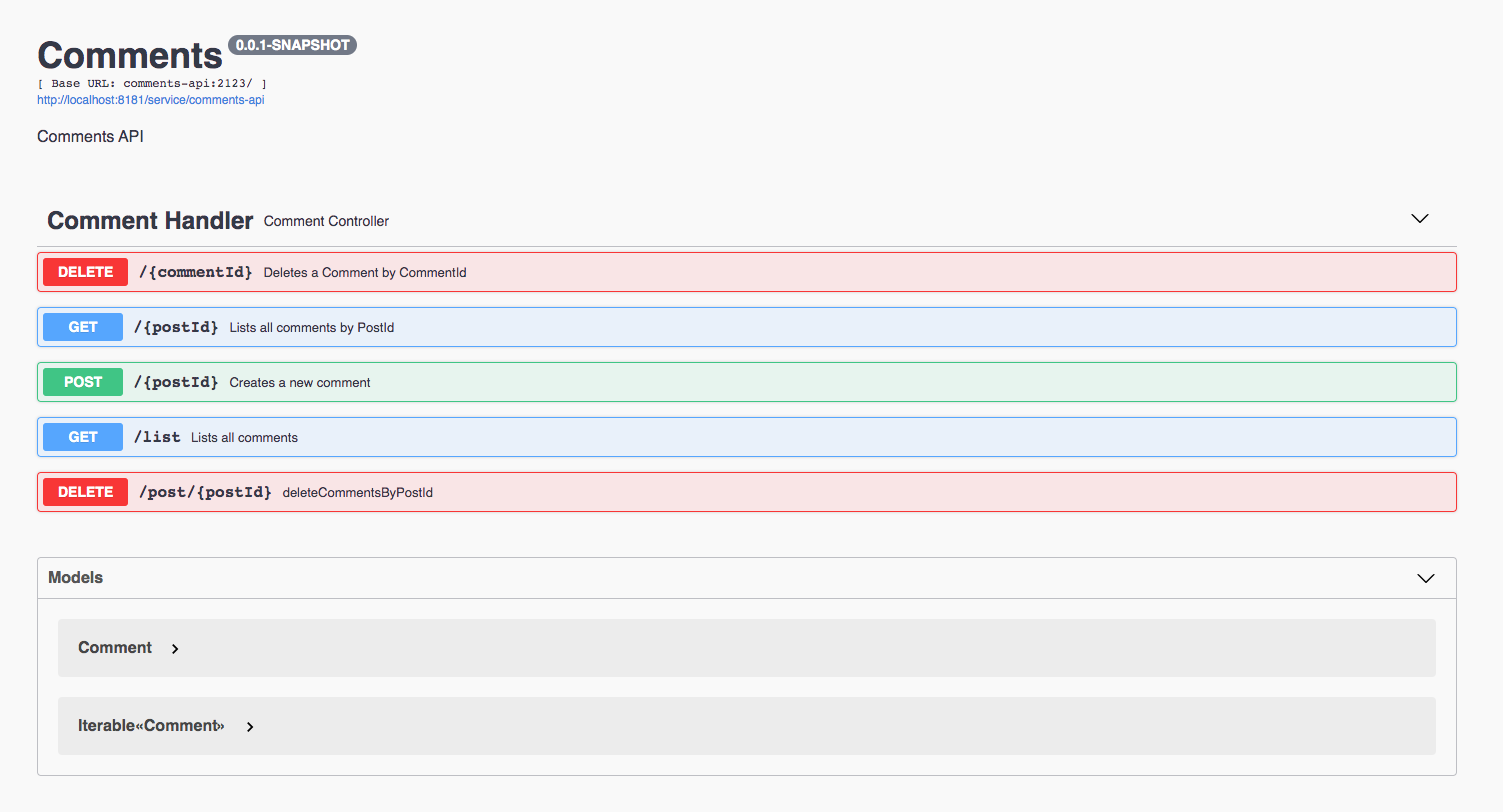 Comments 0.0.1-SNAPSHOT
[ Base URL: comments-api:2123/ ]
http://localhost:8181/service/comments-api
Comments API
Comment Handler Comment Controller
DELETE /{commentId} Deletes a Comment by CommentId
GET /{postId} Lists all comments by PostId
POST /{postId} Creates a new comment
GET /list Lists all comments
DELETE /post/{postId} deleteCommentsByPostId
Models
Comment
Iterable«Comment»